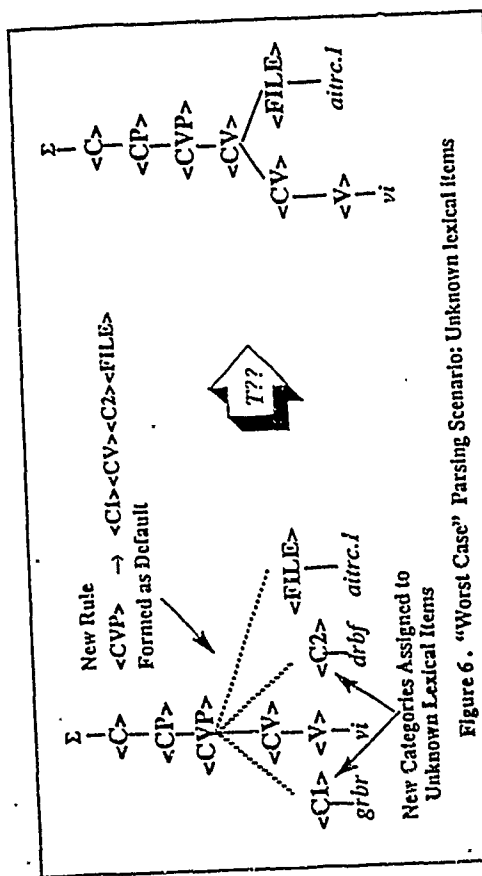 New Rule
<CVP> → <C1><CV><C2><FILE>
Formed as Default
Σ
<C>
<CP>
<CVP>
<CV>
<V>
vi
<C1>
grbr
<C2>
drbf
<FILE>
aitrc.1
New Categories Assigned to
Unknown Lexical Items
T??
Σ
<C>
<CP>
<CVP>
<CV>
<CV> <FILE>
<V> aitrc.1
vi
Figure 6. "Worst Case" Parsing Scenario: Unknown lexical items